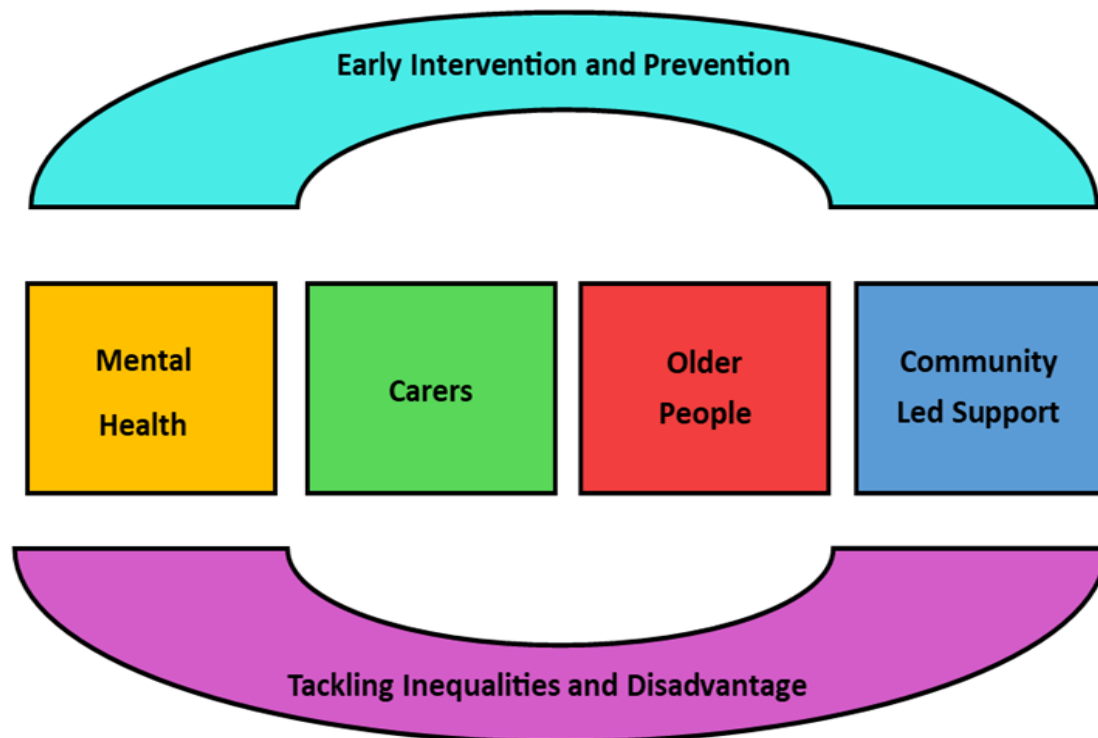 Early Intervention and Prevention
Mental
Health
Carers
Older
People
Community
Led Support
Tackling Inequalities and Disadvantage